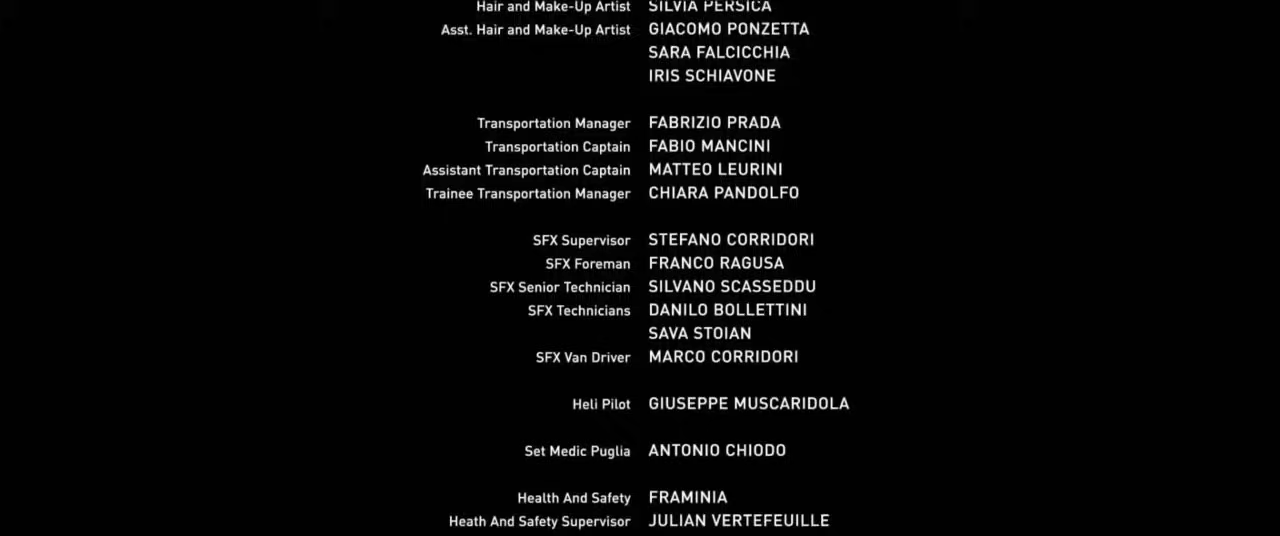 Hair and Make-Up Artist SILVIA PERSICA
Asst. Hair and Make-Up Artist GIACOMO PONZETTA
SARA FALCICCHIA
IRIS SCHIAVONE
Transportation Manager FABRIZIO PRADA
Transportation Captain FABIO MANCINI
Assistant Transportation Captain MATTEO LEURINI
Trainee Transportation Manager CHIARA PANDOLFO
SFX Supervisor STEFANO CORRIDORI
SFX Foreman FRANCO RAGUSA
SFX Senior Technician SILVANO SCASSEDDU
SFX Technicians DANILO BOLLETTINI
SAVA STOIAN
SFX Van Driver MARCO CORRIDORI
Heli Pilot GIUSEPPE MUSCARIDOLA
Set Medic Puglia ANTONIO CHIODO
Health And Safety FRAMINIA
Heath And Safety Supervisor JULIAN VERTEFEUILLE